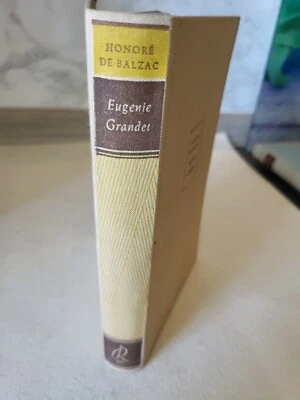 HONORÉ
DE BALZAC
Eugenie
Grandet